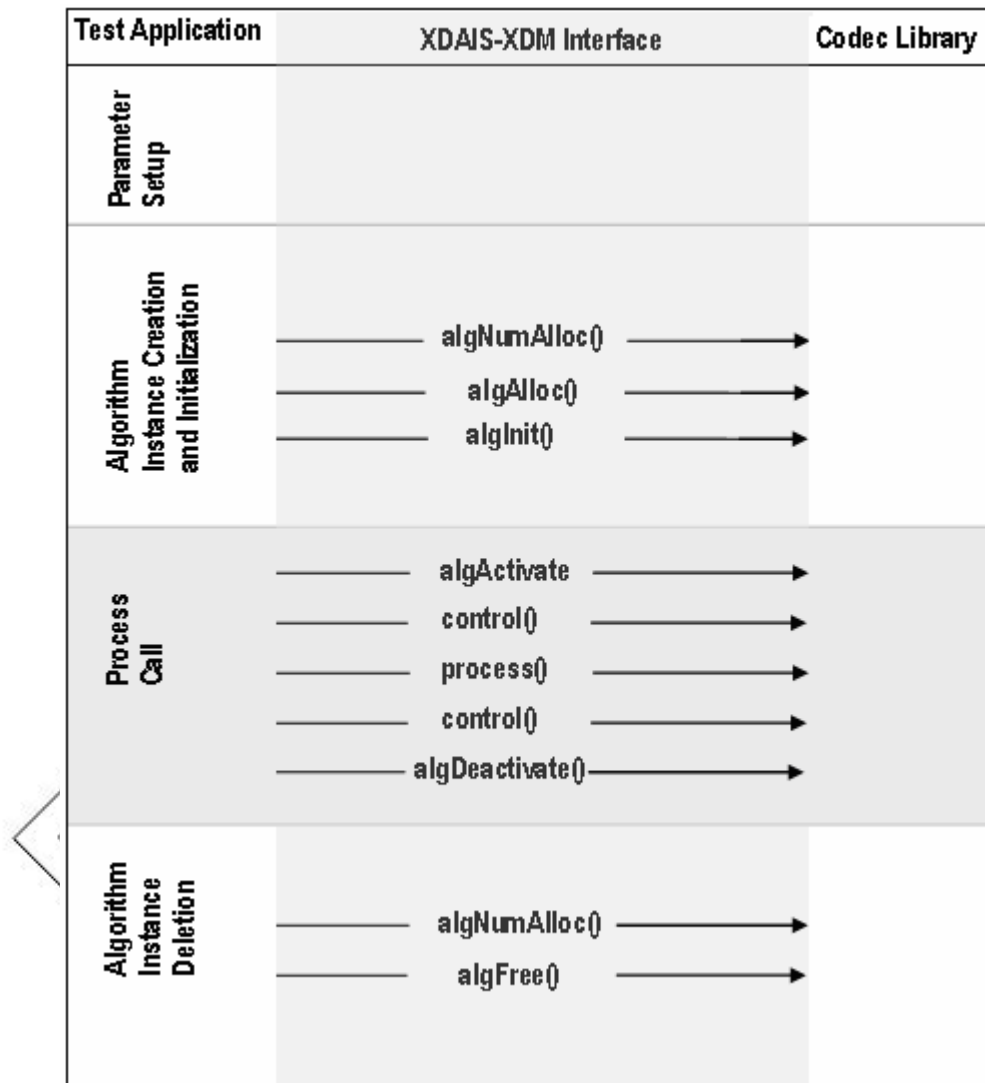 Test Application
XDAIS-XDM Interface
Codec Library
Parameter
Setup
Algorithm
Instance Creation
and Initialization
algNumAlloc()
algAlloc()
algInit()
Process
Call
algActivate
control()
process()
control()
algDeactivate()
Algorithm
Instance
Deletion
algNumAlloc()
algFree()